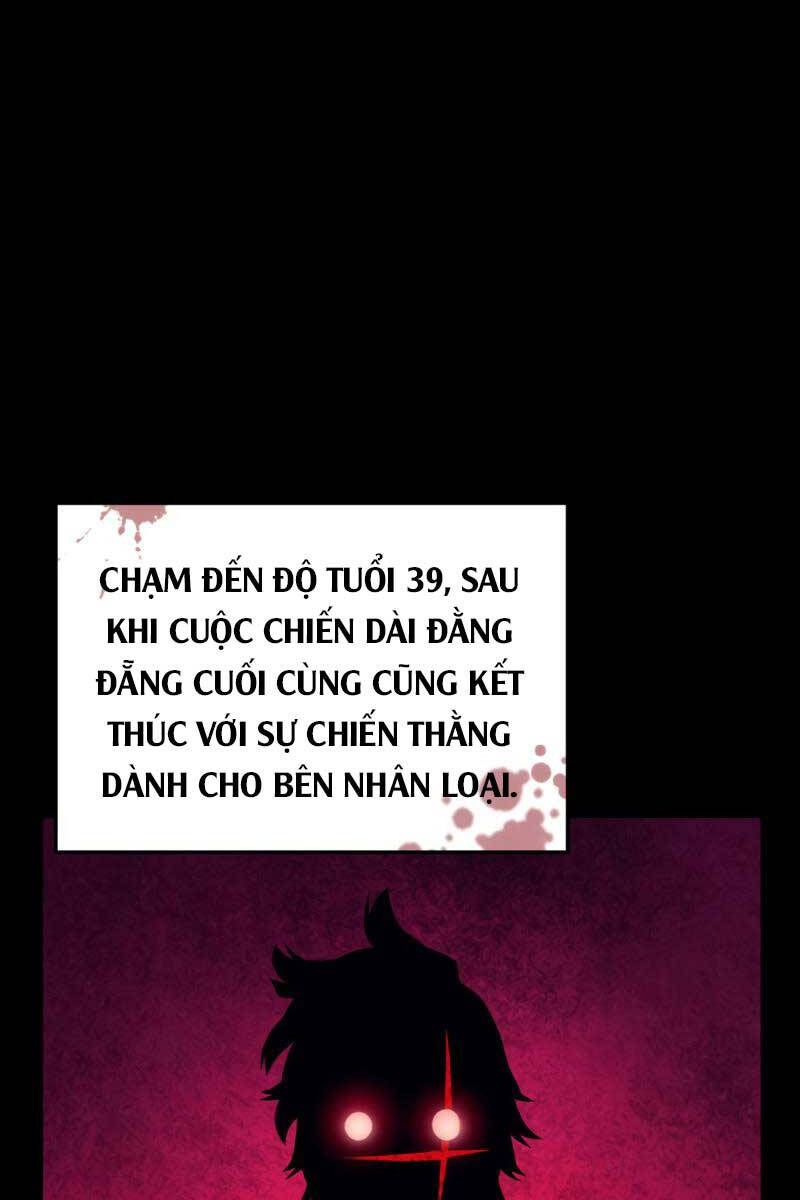 CHẠM ĐẾN ĐỘ TUỔI 39, SAU
KHI CUỘC CHIẾN DÀI ĐẰNG
ĐẴNG CUỐI CÙNG CŨNG KẾT
THÚC VỚI SỰ CHIẾN THẰNG
DÀNH CHO BÊN NHÂN LOẠI.